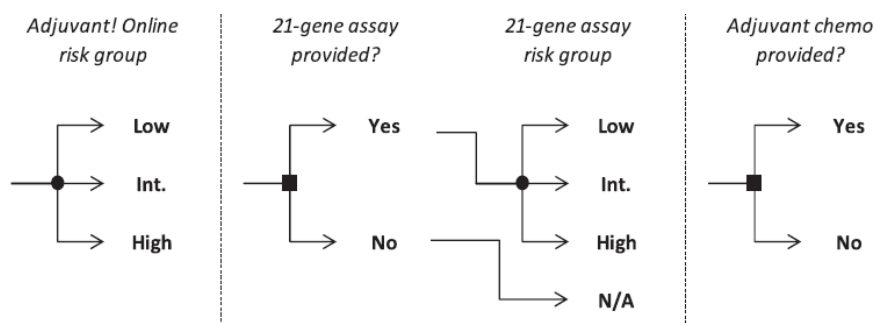 Adjuvant! Online
risk group
21-gene assay
provided?
21-gene assay
risk group
Adjuvant chemo
provided?
Low
Int.
High
Yes
No
Low
Int.
High
N/A
Yes
No